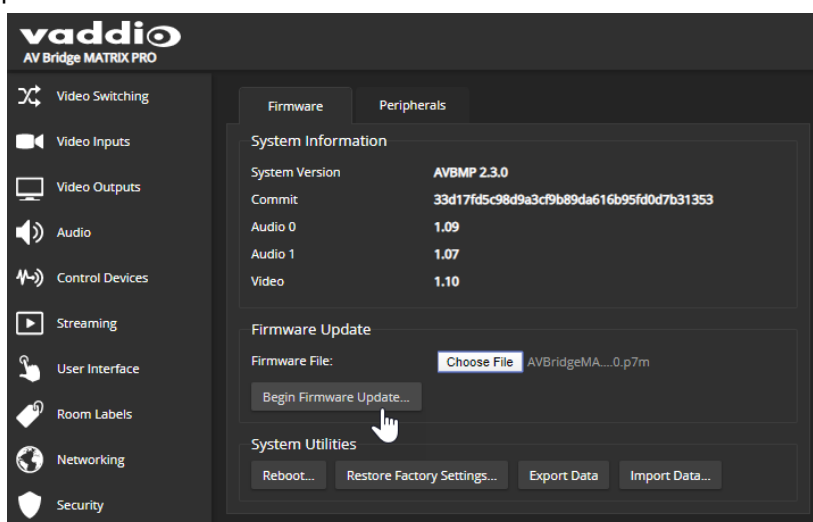 vaddio
AV Bridge MATRIX PRO
Video Switching
Video Inputs
Video Outputs
Audio
Control Devices
Streaming
User Interface
Room Labels
Networking
Security
Firmware Peripherals
System Information
System Version AVBMP 2.3.0
Commit 33d17fd5c98d9a3cf9b89da616b95fd0d7b31353
Audio 0 1.09
Audio 1 1.07
Video 1.10
Firmware Update
Firmware File: Choose File AVBridgeMA....0.p7m
Begin Firmware Update...
System Utilities
Reboot... Restore Factory Settings... Export Data Import Data...